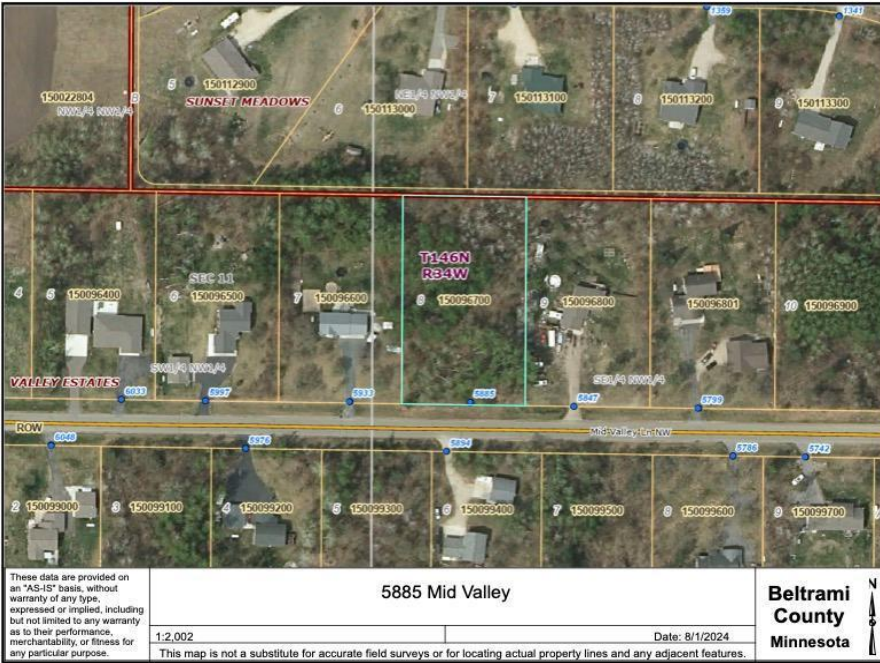 1359
1341
5
150112900
150022804
NW1/4 NW1/4
8
SUNSET MEADOWS
6
NE1/4 NW1/4
150113000
7
150113100
8
150113200
9
150113300
T146N
R34W
SEC 11
4
5
150096400
6
150096500
7
150096600
8
150096700
9
150096800
150096801
10
150096900
SW1/4 NW1/4
SE1/4 NW1/4
VALLEY ESTATES
6033
5997
5933
5885
5847
5799
ROW
Mid Valley Ln NW
6048
5976
5894
5786
5742
2
150099000
3
150099100
4
150099200
5
150099300
6
150099400
7
150099500
8
150099600
9
150099700
These data are provided on
an "AS-IS" basis, without
warranty of any type,
expressed or implied, including
but not limited to any warranty
as to their performance,
merchantability, or fitness for
any particular purpose.
5885 Mid Valley
1:2,002
Date: 8/1/2024
This map is not a substitute for accurate field surveys or for locating actual property lines and any adjacent features.
Beltrami
County
Minnesota
N